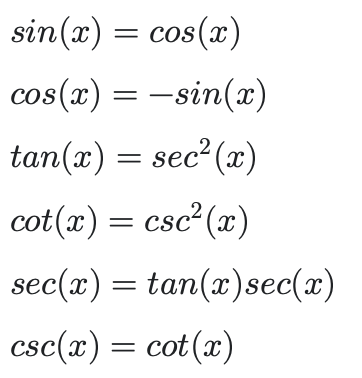 sin(x) = cos(x)
cos(x) = −sin(x)
tan(x) = sec²(x)
cot(x) = csc²(x)
sec(x) = tan(x)sec(x)
csc(x) = cot(x)